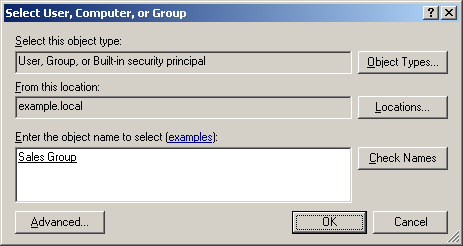 Select User, Computer, or Group
Select this object type:
User, Group, or Built-in security principal
Object Types...
From this location:
example.local
Locations...
Enter the object name to select (examples):
Sales Group
Check Names
Advanced...
OK
Cancel